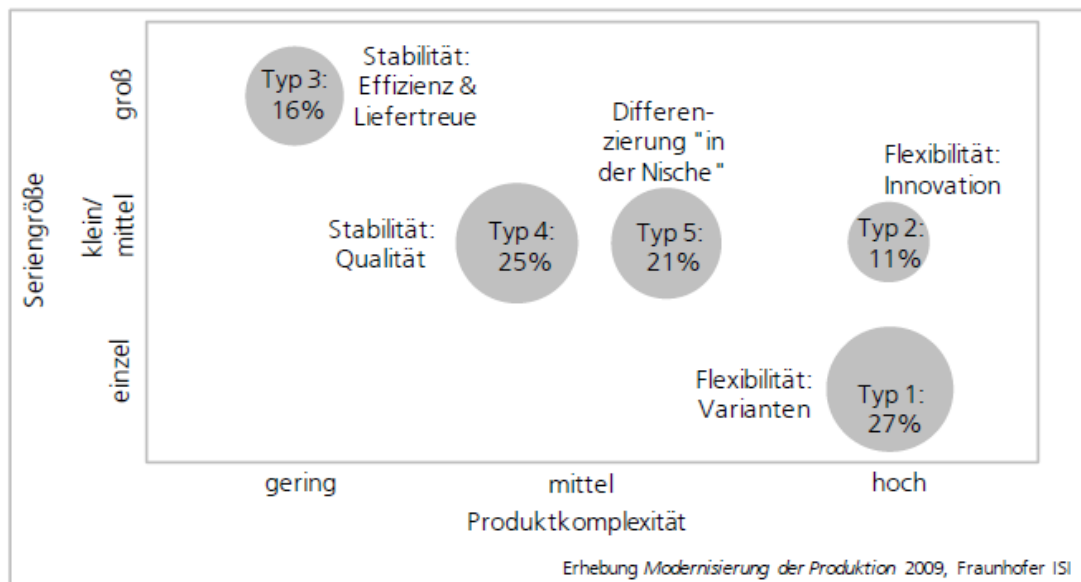 Seriengröße
groß
klein/
mittel
einzel
Typ 3:
16%
Stabilität:
Effizienz &
Liefertreue
Differen-
zierung "in
der Nische"
Flexibilität:
Innovation
Stabilität:
Qualität
Typ 4:
25%
Typ 5:
21%
Typ 2:
11%
Flexibilität:
Varianten
Typ 1:
27%
gering
mittel
hoch
Produktkomplexität
Erhebung Modernisierung der Produktion 2009, Fraunhofer ISI